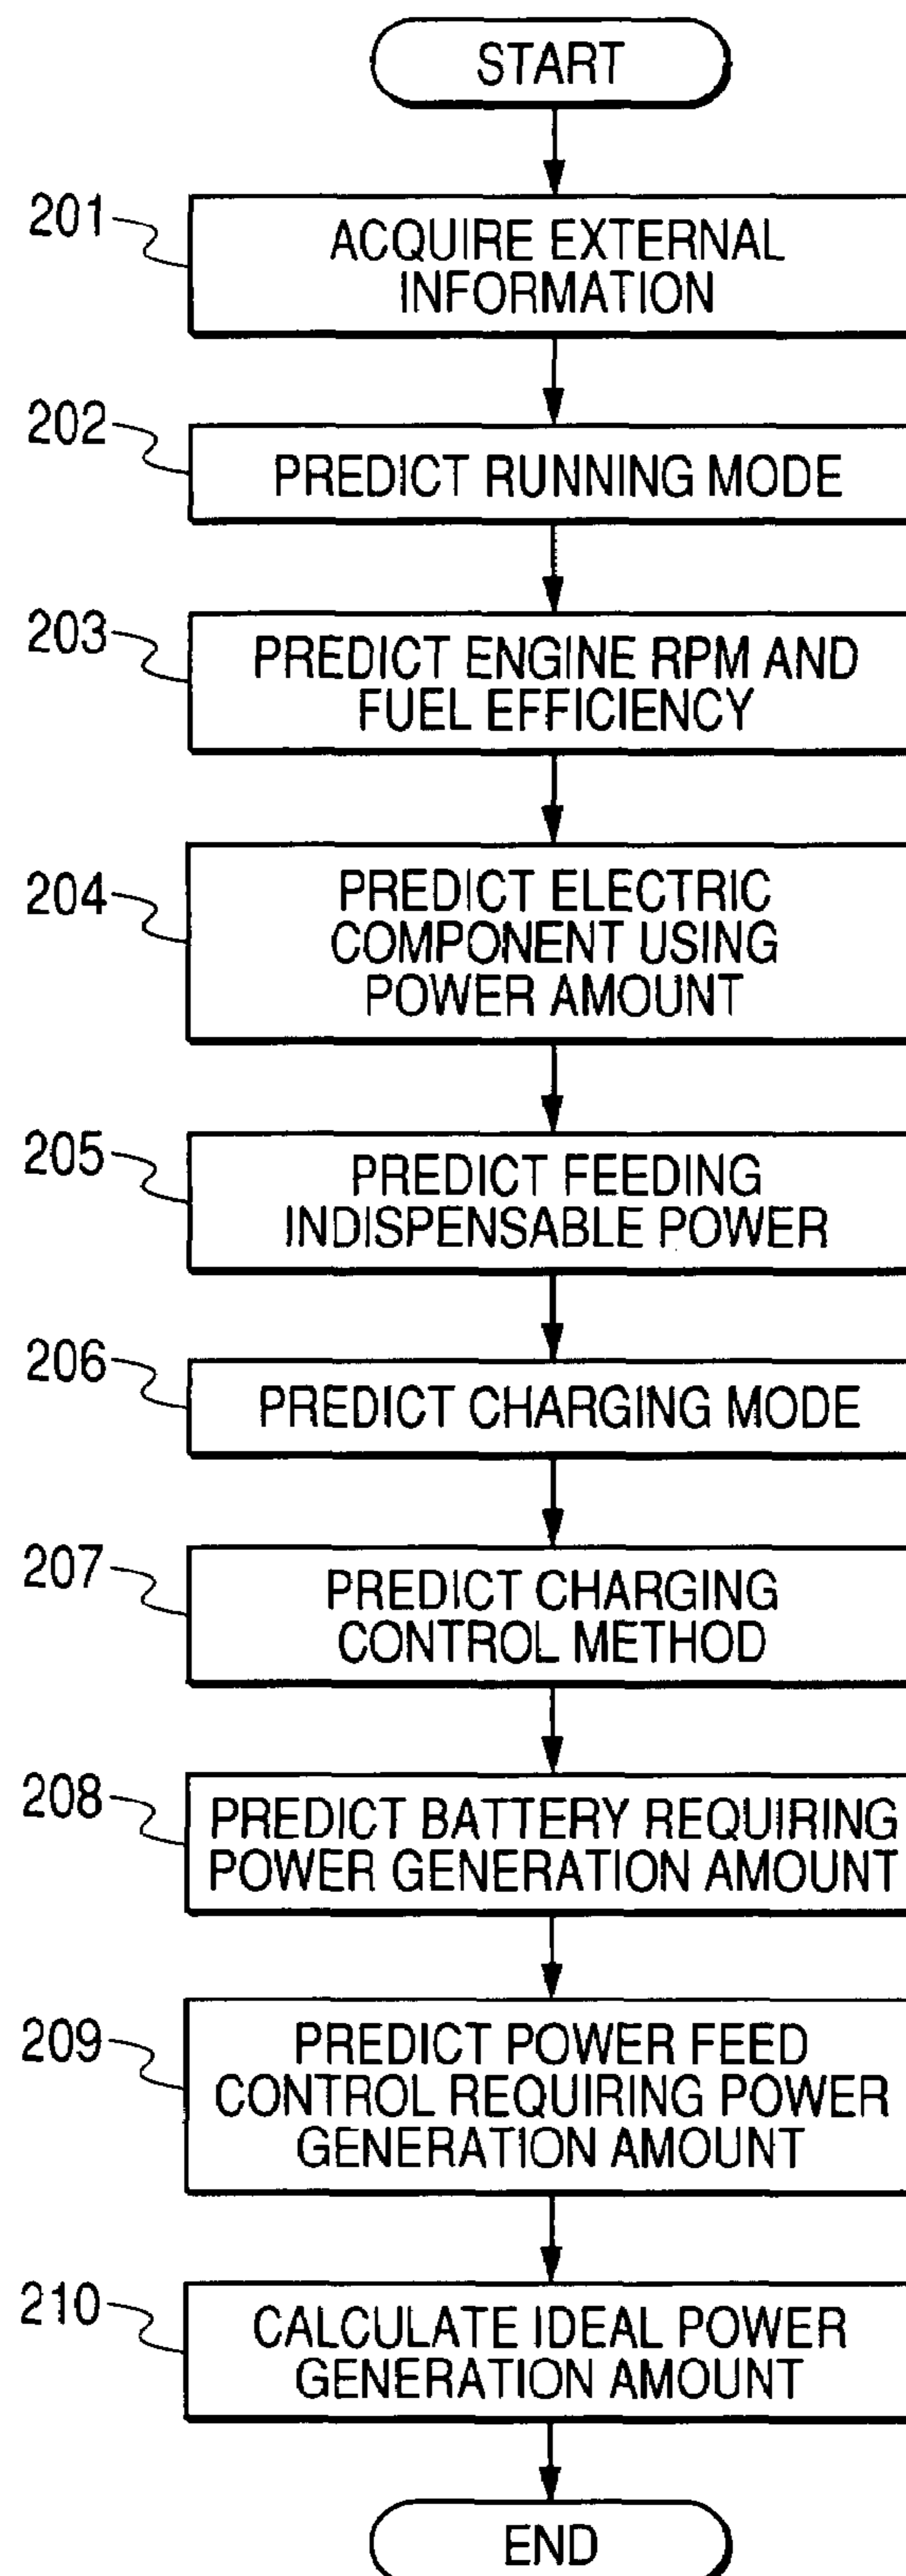 START
201
ACQUIRE EXTERNAL
INFORMATION
202
PREDICT RUNNING MODE
203
PREDICT ENGINE RPM AND
FUEL EFFICIENCY
204
PREDICT ELECTRIC
COMPONENT USING
POWER AMOUNT
205
PREDICT FEEDING
INDISPENSABLE POWER
206
PREDICT CHARGING MODE
207
PREDICT CHARGING
CONTROL METHOD
208
PREDICT BATTERY REQUIRING
POWER GENERATION AMOUNT
209
PREDICT POWER FEED
CONTROL REQUIRING POWER
GENERATION AMOUNT
210
CALCULATE IDEAL POWER
GENERATION AMOUNT
END